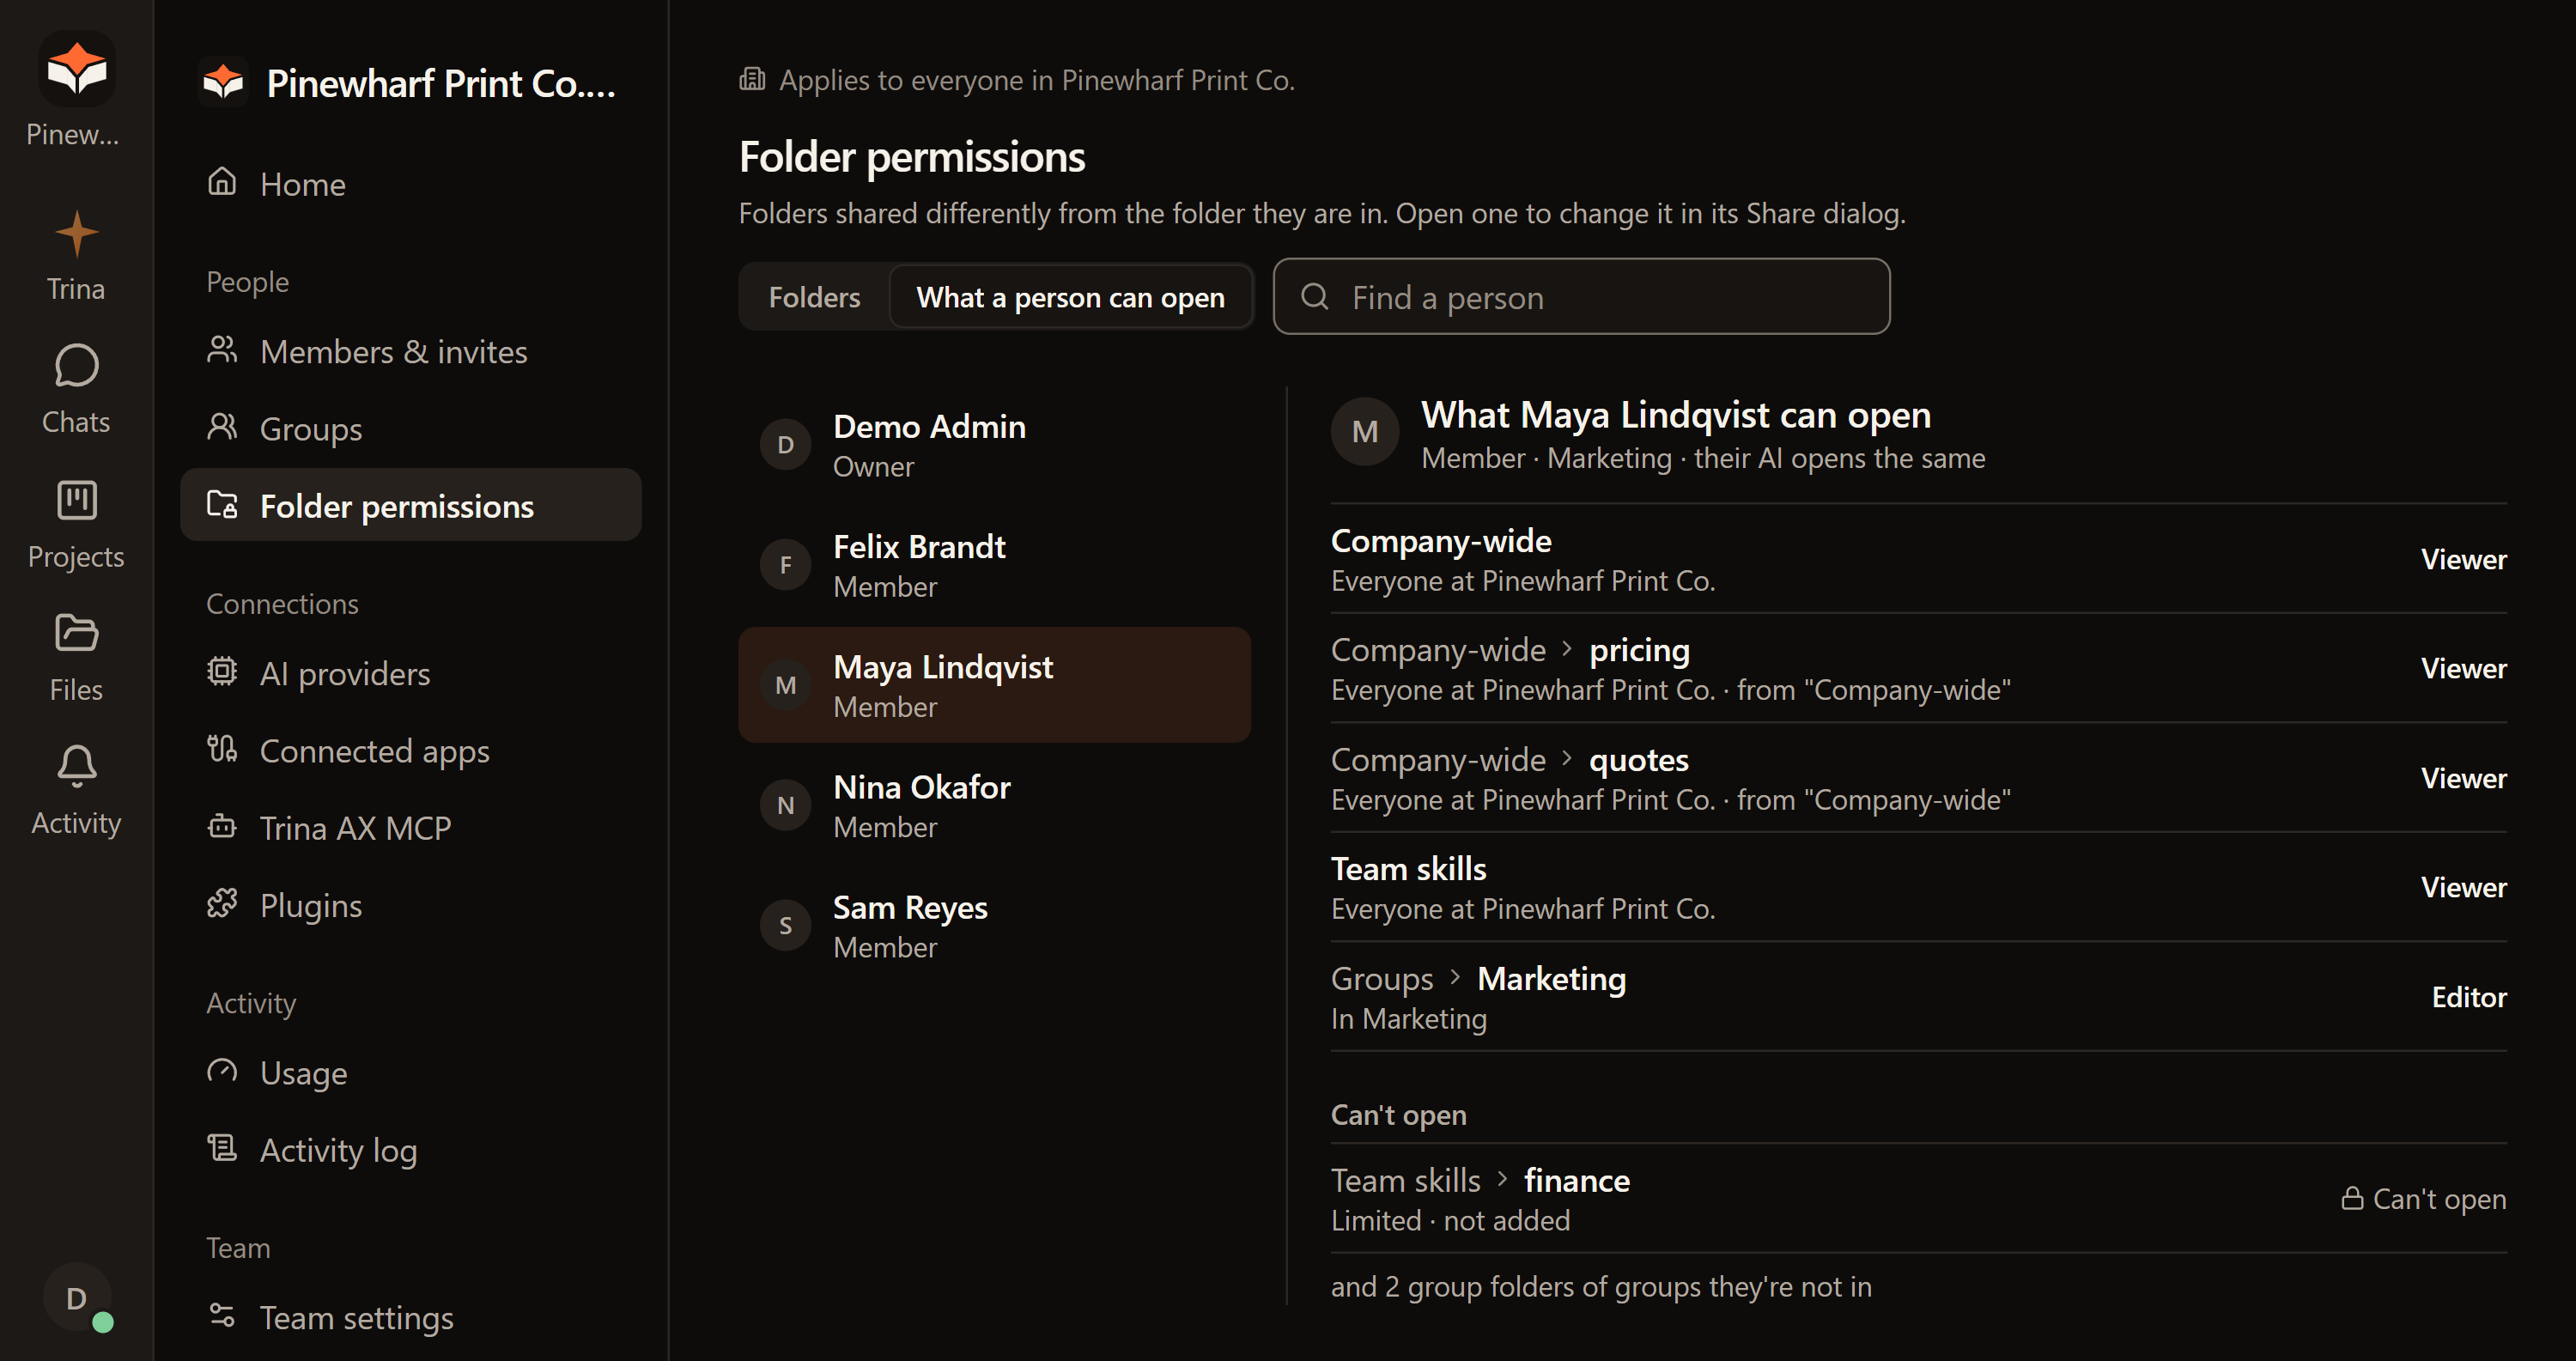 Pinew...
Trina
Chats
Projects
Files
Activity
D
Pinewharf Print Co....
Home
People
Members & invites
Groups
Folder permissions
Connections
AI providers
Connected apps
Trina AX MCP
Plugins
Activity
Usage
Activity log
Team
Team settings
Applies to everyone in Pinewharf Print Co.
Folder permissions
Folders shared differently from the folder they are in. Open one to change it in its Share dialog.
Folders
What a person can open
Find a person
D
Demo Admin
Owner
F
Felix Brandt
Member
M
Maya Lindqvist
Member
N
Nina Okafor
Member
S
Sam Reyes
Member
M
What Maya Lindqvist can open
Member · Marketing · their AI opens the same
Company-wide
Everyone at Pinewharf Print Co.
Viewer
Company-wide > pricing
Everyone at Pinewharf Print Co. · from "Company-wide"
Viewer
Company-wide > quotes
Everyone at Pinewharf Print Co. · from "Company-wide"
Viewer
Team skills
Everyone at Pinewharf Print Co.
Viewer
Groups > Marketing
In Marketing
Editor
Can't open
Team skills > finance
Limited · not added
Can't open
and 2 group folders of groups they're not in